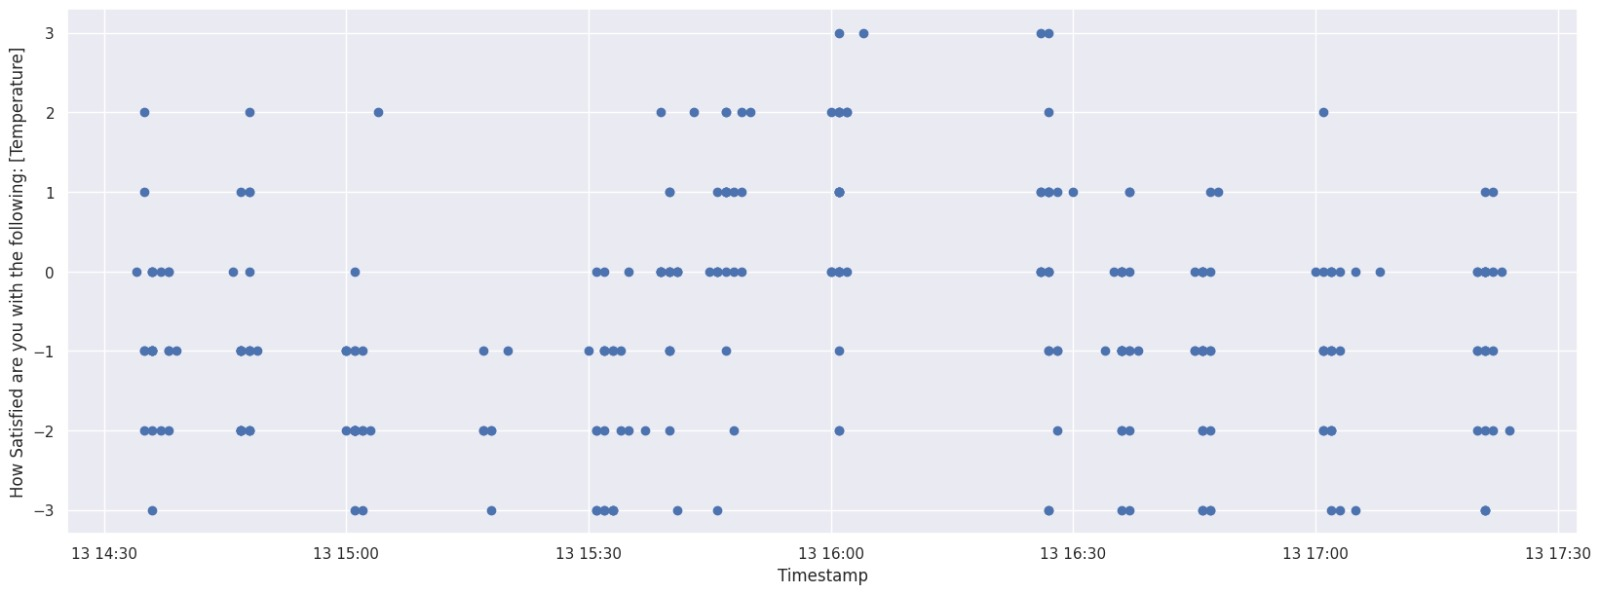 How Satisfied are you with the following: [Temperature]
3
2
1
0
−1
−2
−3
13 14:30 13 15:00 13 15:30 13 16:00 13 16:30 13 17:00 13 17:30
Timestamp